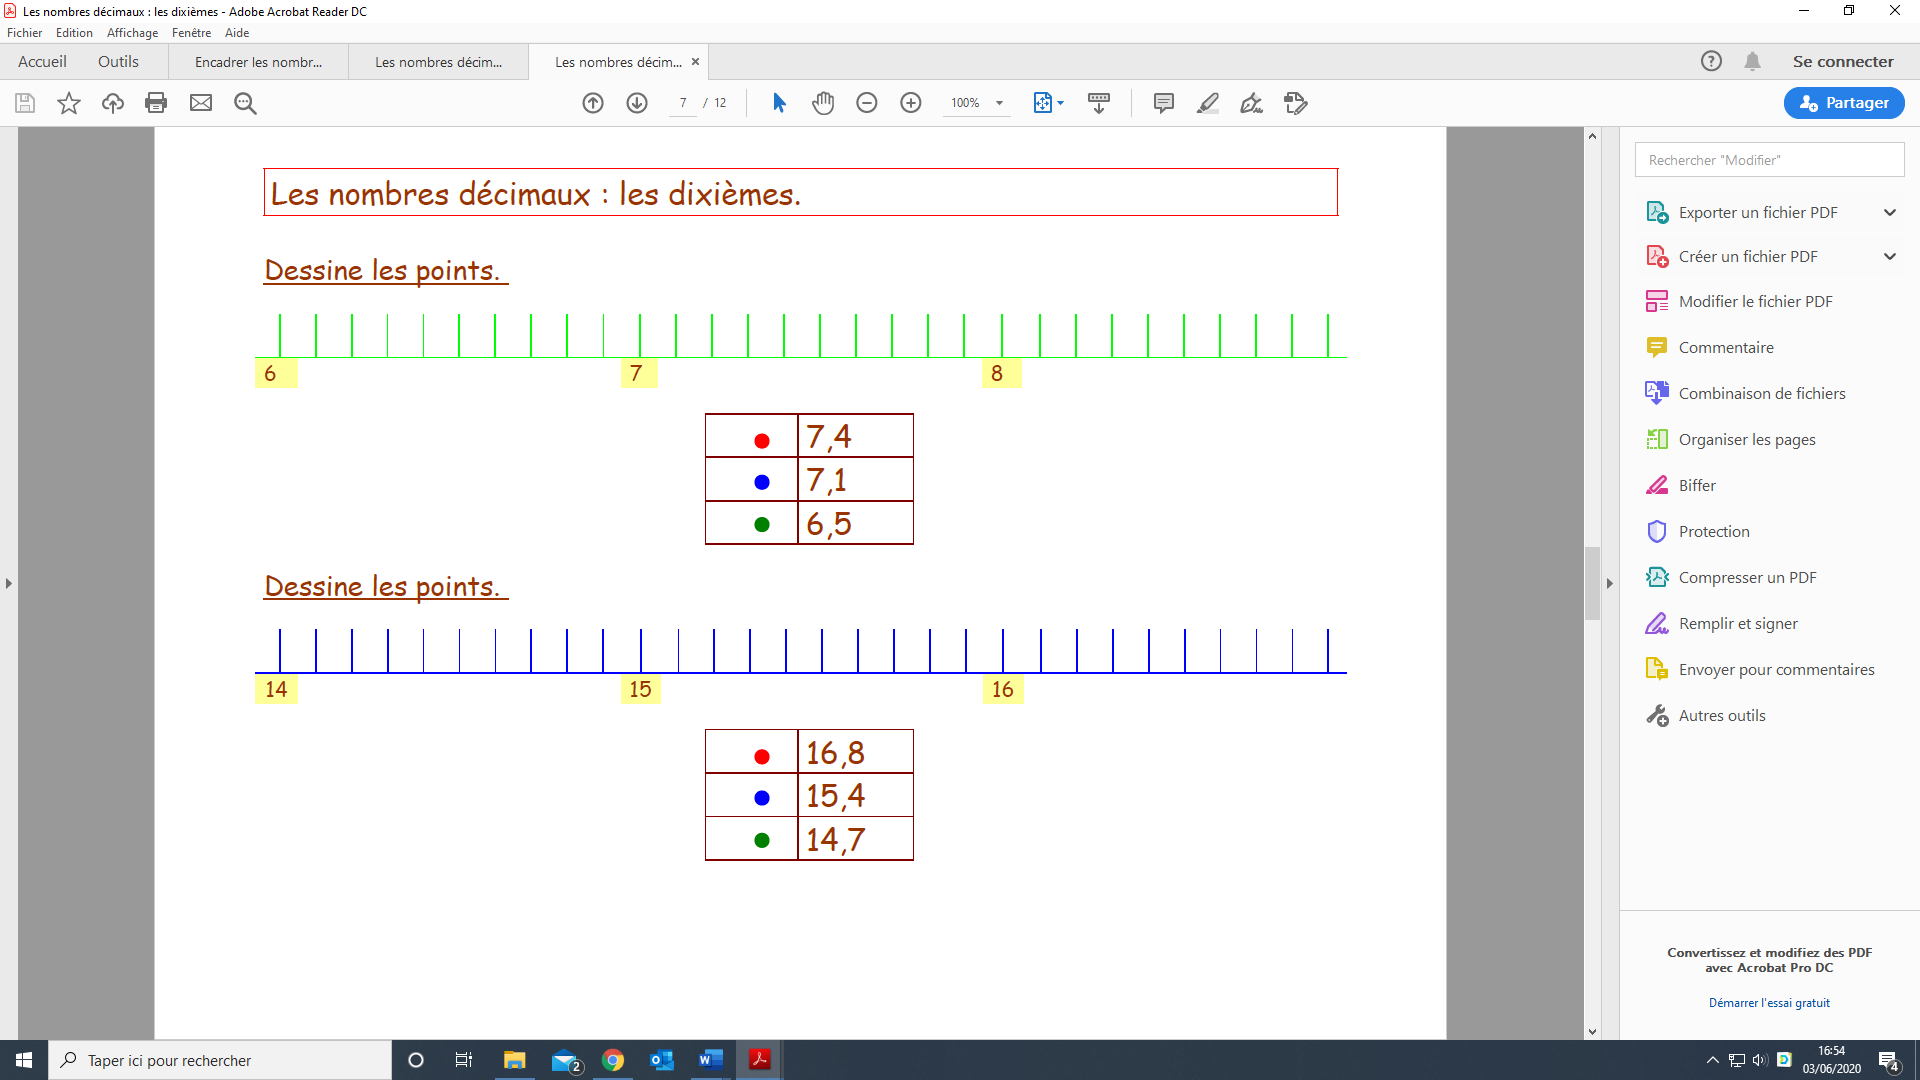 Les nombres décimaux : les dixièmes - Adobe Acrobat Reader DC
Fichier Edition Affichage Fenêtre Aide
Accueil Outils Encadrer les nombr... Les nombres décim... Les nombres décim... Se connecter
7 / 12 100% Partager
Les nombres décimaux : les dixièmes.
Dessine les points.
6 7 8
7,4
7,1
6,5
Dessine les points.
14 15 16
16,8
15,4
14,7
Rechercher "Modifier"
Exporter un fichier PDF
Créer un fichier PDF
Modifier le fichier PDF
Commentaire
Combinaison de fichiers
Organiser les pages
Biffer
Protection
Compresser un PDF
Remplir et signer
Envoyer pour commentaires
Autres outils
Convertissez et modifiez des PDF
avec Acrobat Pro DC
Démarrer l'essai gratuit
Taper ici pour rechercher
2
16:54
03/06/2020
4